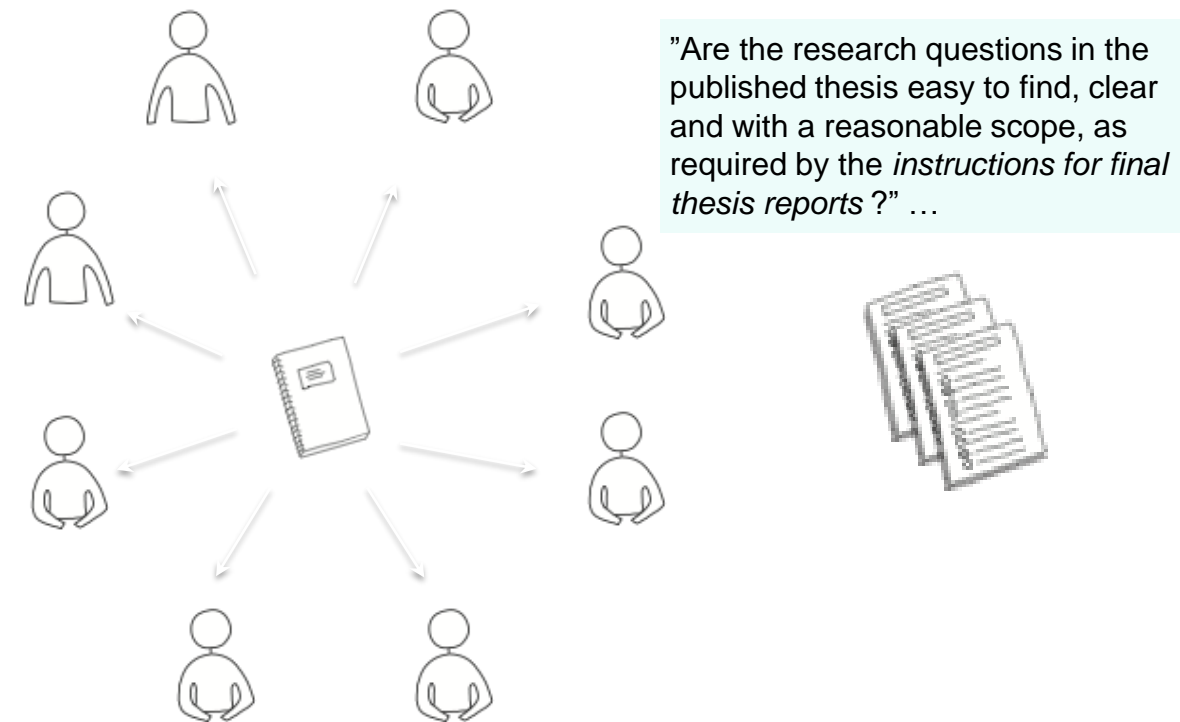 ”Are the research questions in the
published thesis easy to find, clear
and with a reasonable scope, as
required by the instructions for final
thesis reports ?” …